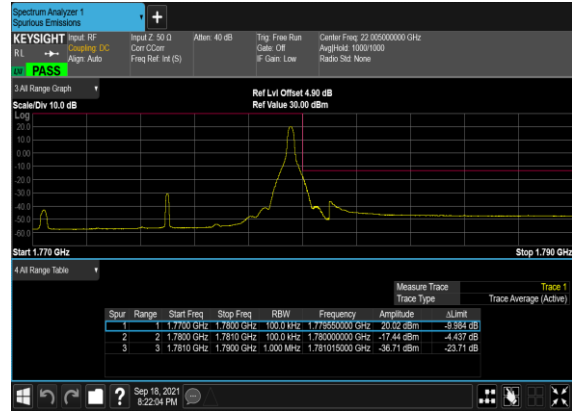 Spectrum Analyzer 1
Spurious Emissions
KEYSIGHT Input: RF Input Z: 50 Ω Atten: 40 dB Trig: Free Run Center Freq: 22.005000000 GHz
RL Coupling: DC Corr CCorr Gate: Off Avg|Hold: 1000/1000
Align: Auto Freq Ref: Int (S) IF Gain: Low Radio Std: None
LM PASS
3 All Range Graph
Ref Lvl Offset 4.90 dB
Scale/Div 10.0 dB Ref Value 30.00 dBm
Log
20.0
10.0
0.00
-10.0
-20.0
-30.0
-40.0
-50.0
-60.0
Start 1.770 GHz Stop 1.790 GHz
4 All Range Table
Measure Trace Trace 1
Trace Type Trace Average (Active)
Spur Range Start Freq Stop Freq RBW Frequency Amplitude ΔLimit
1 1 1.7700 GHz 1.7800 GHz 100.0 kHz 1.779550000 GHz 20.02 dBm -9.984 dB
2 2 1.7800 GHz 1.7810 GHz 100.0 kHz 1.780000000 GHz -17.44 dBm -4.437 dB
3 3 1.7810 GHz 1.7900 GHz 1.000 MHz 1.781015000 GHz -36.71 dBm -23.71 dB
? Sep 18, 2021
8:22:04 PM